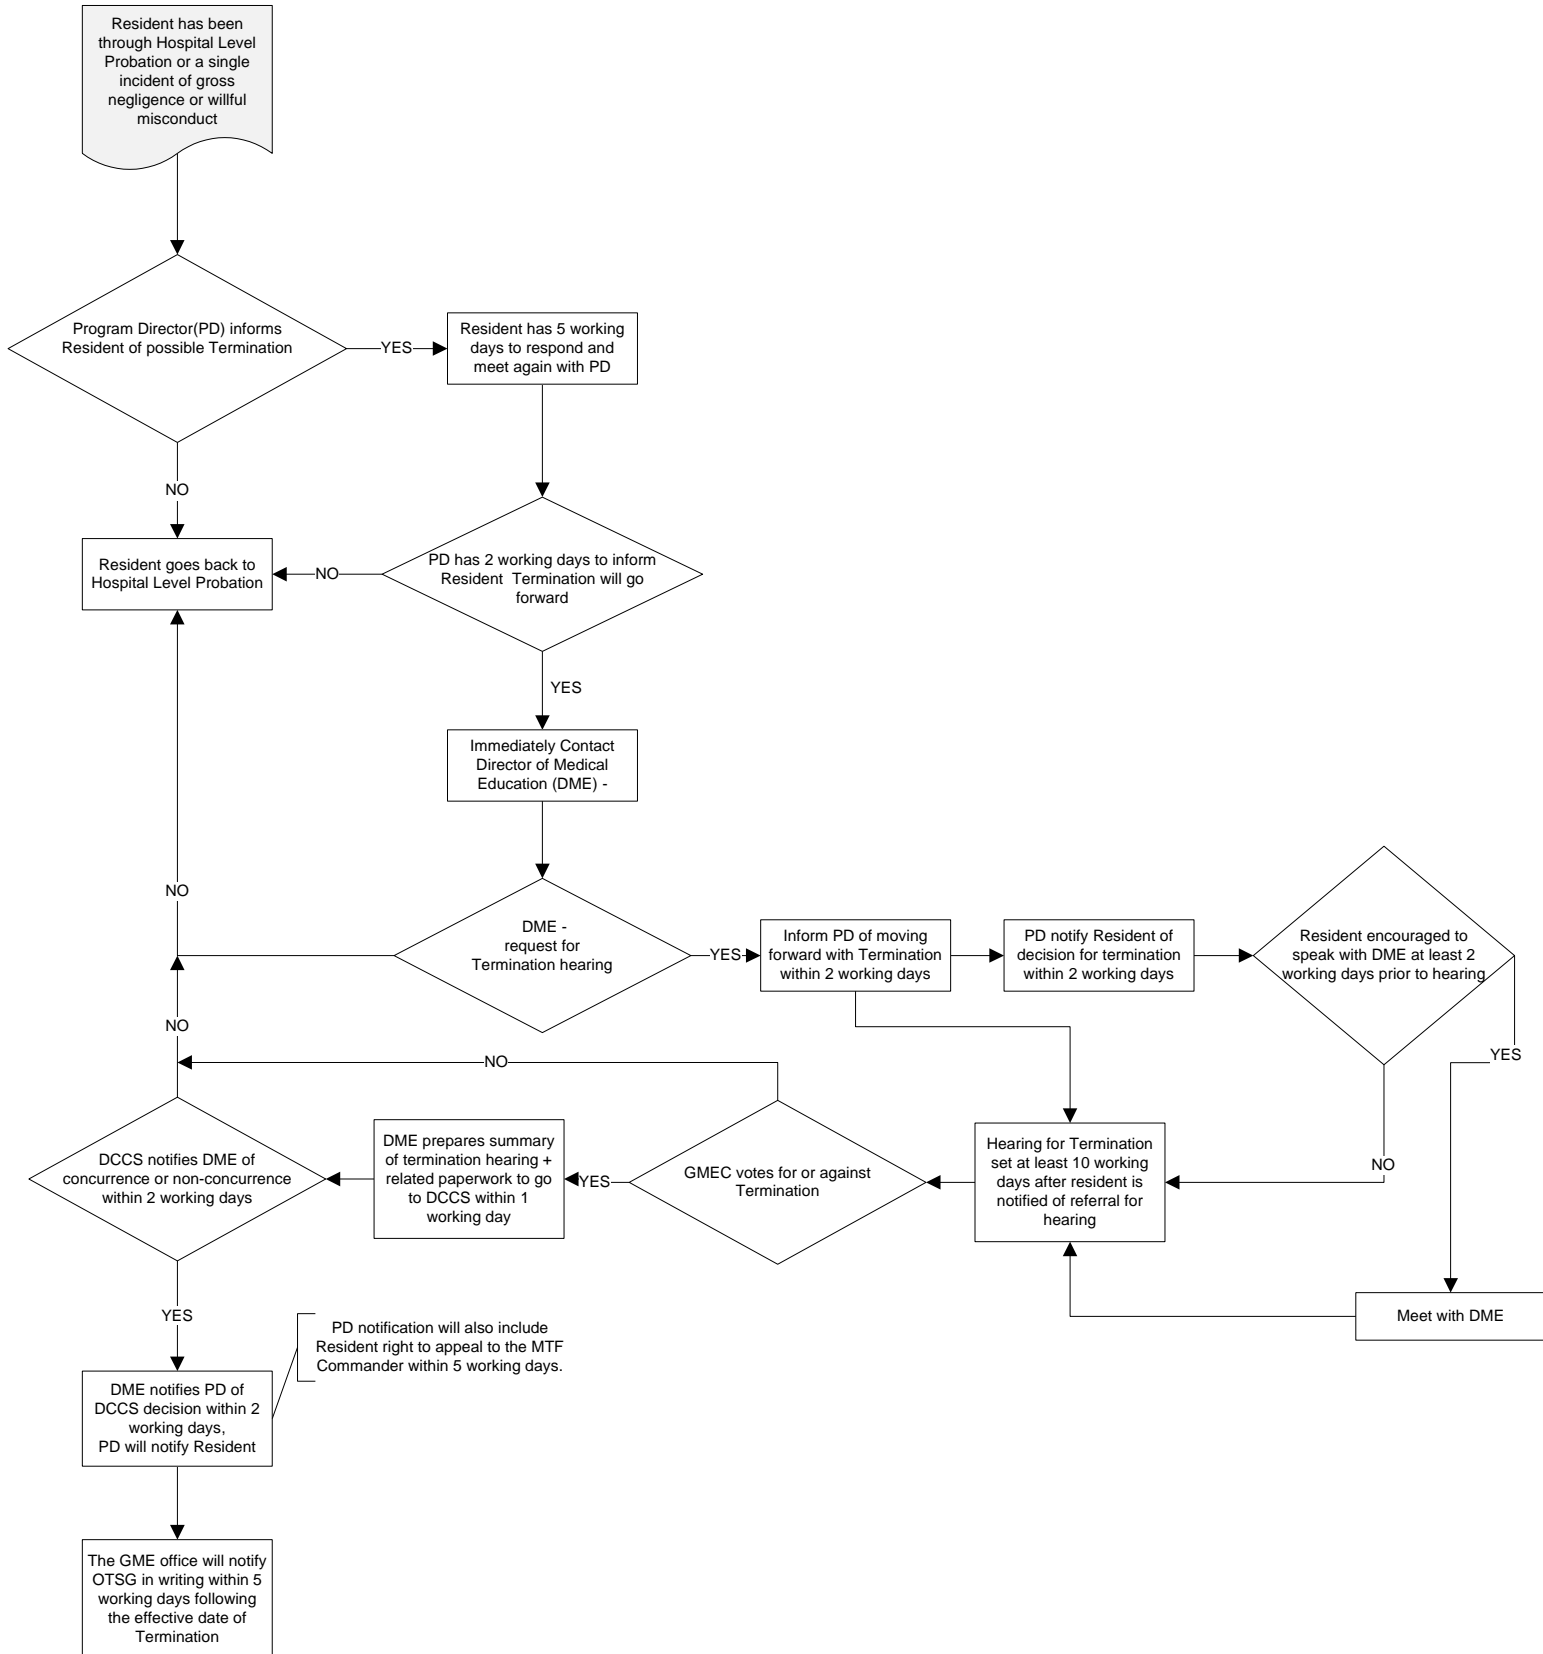 Resident has been
through Hospital Level
Probation or a single
incident of gross
negligence or willful
misconduct
Program Director(PD) informs
Resident of possible Termination
YES
Resident has 5 working
days to respond and
meet again with PD
NO
Resident goes back to
Hospital Level Probation
NO
PD has 2 working days to inform
Resident Termination will go
forward
YES
Immediately Contact
Director of Medical
Education (DME) -
NO
DME -
request for
Termination hearing
YES
Inform PD of moving
forward with Termination
within 2 working days
PD notify Resident of
decision for termination
within 2 working days
Resident encouraged to
speak with DME at least 2
working days prior to hearing
NO
NO
YES
DCCS notifies DME of
concurrence or non-concurrence
within 2 working days
DME prepares summary
of termination hearing +
related paperwork to go
to DCCS within 1
working day
YES
GMEC votes for or against
Termination
Hearing for Termination
set at least 10 working
days after resident is
notified of referral for
hearing
NO
YES
PD notification will also include
Resident right to appeal to the MTF
Commander within 5 working days.
Meet with DME
DME notifies PD of
DCCS decision within 2
working days,
PD will notify Resident
The GME office will notify
OTSG in writing within 5
working days following
the effective date of
Termination